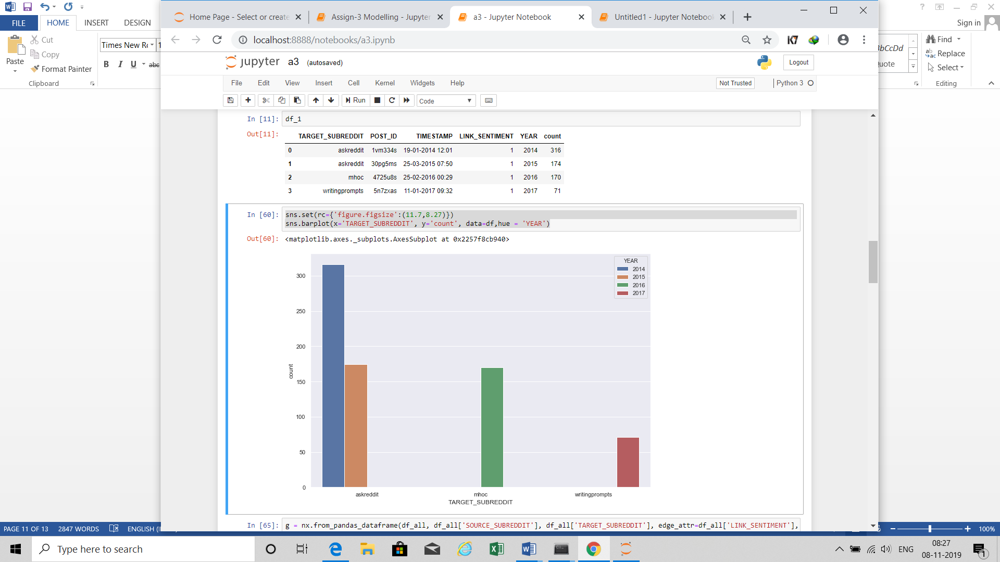 FILE
HOME
INSERT
DESIGN
Sign in
Cut
Copy
Paste
Format Painter
Clipboard
Times New Ro
B I U abc
Find
Replace
Select
Editing
Home Page - Select or create
Assign-3 Modelling - Jupyter
a3 - Jupyter Notebook
Untitled1 - Jupyter Notebook
localhost:8888/notebooks/a3.ipynb
K7
jupyter a3 (autosaved)
Logout
File Edit View Insert Cell Kernel Widgets Help
Not Trusted
Python 3
Run
Code
In [11]: df_1
Out[11]:
TARGET_SUBREDDIT POST_ID TIMESTAMP LINK_SENTIMENT YEAR count
0 askreddit 1vm334s 19-01-2014 12:01 1 2014 316
1 askreddit 30pg5ms 25-03-2015 07:50 1 2015 174
2 mhoc 4725u8s 25-02-2016 00:29 1 2016 170
3 writingprompts 5n7zxas 11-01-2017 09:32 1 2017 71
In [60]: sns.set(rc={'figure.figsize':(11.7,8.27)})
sns.barplot(x='TARGET_SUBREDDIT', y='count', data=df,hue = 'YEAR')
Out[60]: <matplotlib.axes._subplots.AxesSubplot at 0x2257f8cb940>
YEAR
2014
2015
2016
2017
300
250
200
150
100
50
0
count
askreddit
mhoc
writingprompts
TARGET_SUBREDDIT
In [65]: g = nx.from_pandas_dataframe(df_all, df_all['SOURCE_SUBREDDIT'], df_all['TARGET_SUBREDDIT'], edge_attr=df_all['LINK_SENTIMENT'],
PAGE 11 OF 13
2847 WORDS
ENGLISH
100%
Type here to search
ENG
08:27
08-11-2019
1